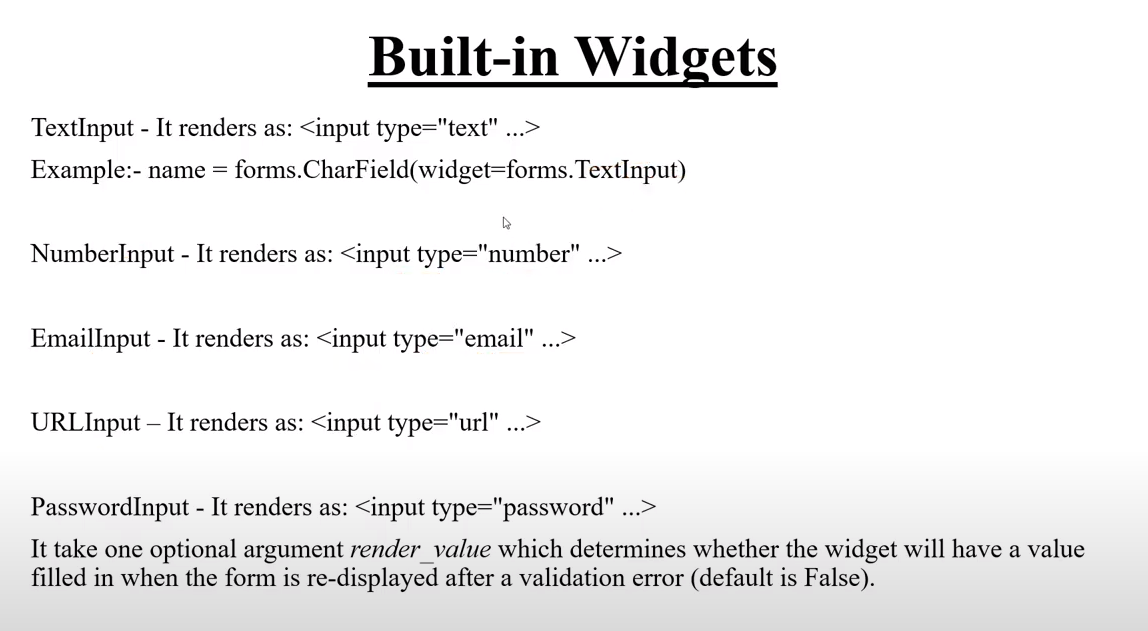 Built-in Widgets
TextInput - It renders as: <input type="text" ...>
Example:- name = forms.CharField(widget=forms.TextInput)
NumberInput - It renders as: <input type="number" ...>
EmailInput - It renders as: <input type="email" ...>
URLInput – It renders as: <input type="url" ...>
PasswordInput - It renders as: <input type="password" ...>
It take one optional argument render_value which determines whether the widget will have a value
filled in when the form is re-displayed after a validation error (default is False).